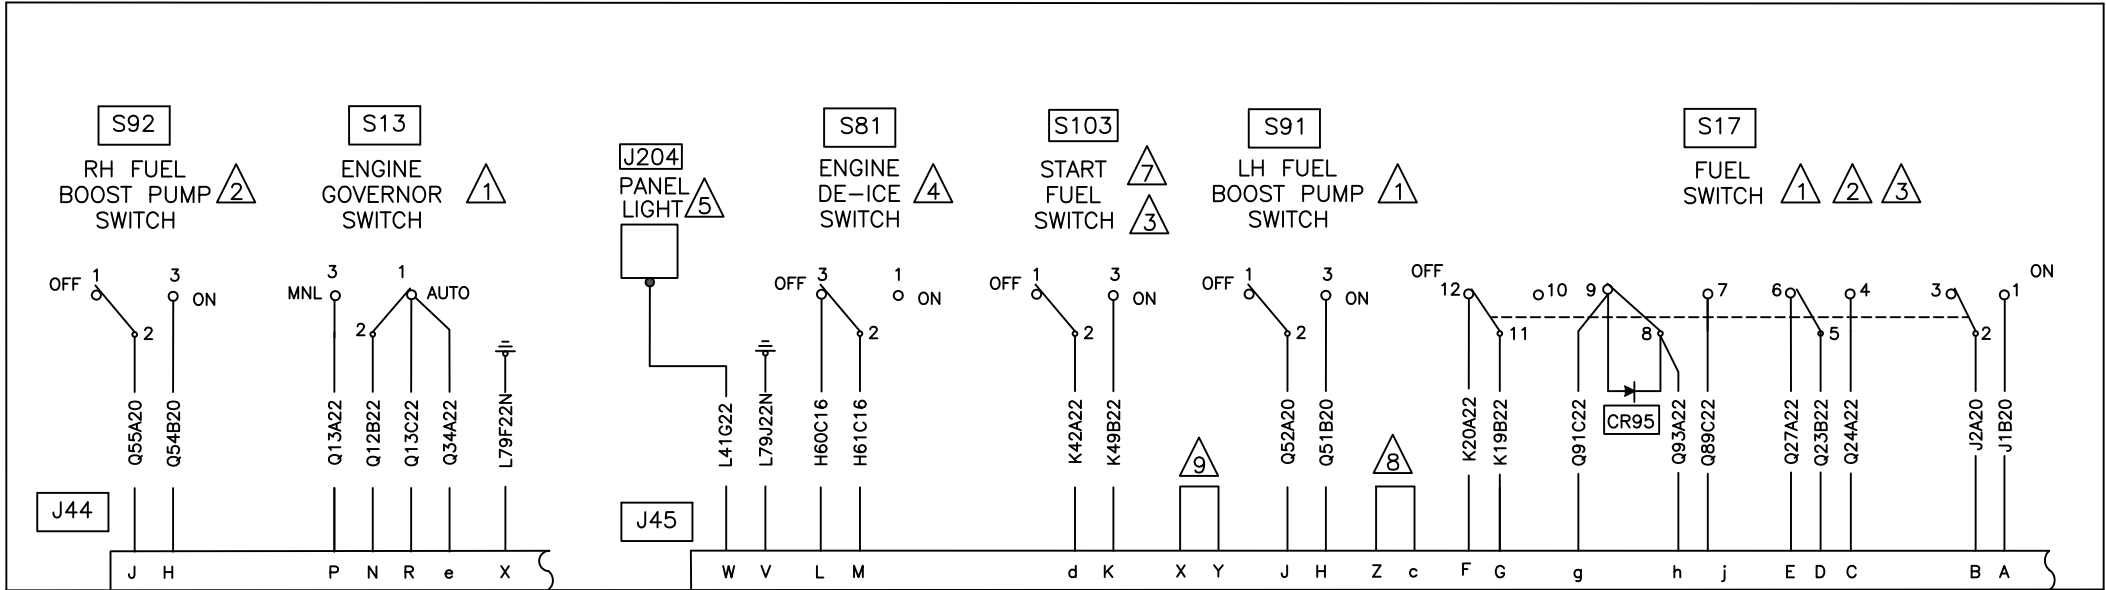 S92
RH FUEL
BOOST PUMP
SWITCH
2
S13
ENGINE
GOVERNOR
SWITCH
1
J204
PANEL
LIGHT
5
S81
ENGINE
DE-ICE
SWITCH
4
S103
START
FUEL
SWITCH
7
3
S91
LH FUEL
BOOST PUMP
SWITCH
1
S17
FUEL
SWITCH
1
2
3
OFF 1
3
ON
2
MNL
3
1
AUTO
2
OFF 3
1
ON
2
OFF 1
3
ON
2
OFF 1
3
ON
2
OFF
12
10
9
7
6
4
3
1
ON
11
8
5
2
CR95
Q55A20
Q54B20
Q13A22
Q12B22
Q13C22
Q34A22
L79F22N
L41G22
L79J22N
H60C16
H61C16
K42A22
K49B22
9
Q52A20
Q51B20
8
K20A22
K19B22
Q91C22
Q93A22
Q89C22
Q27A22
Q23B22
Q24A22
J2A20
J1B20
J44
J H P N R e X
J45
W V L M d K X Y J H Z c F G g h j E D C B A